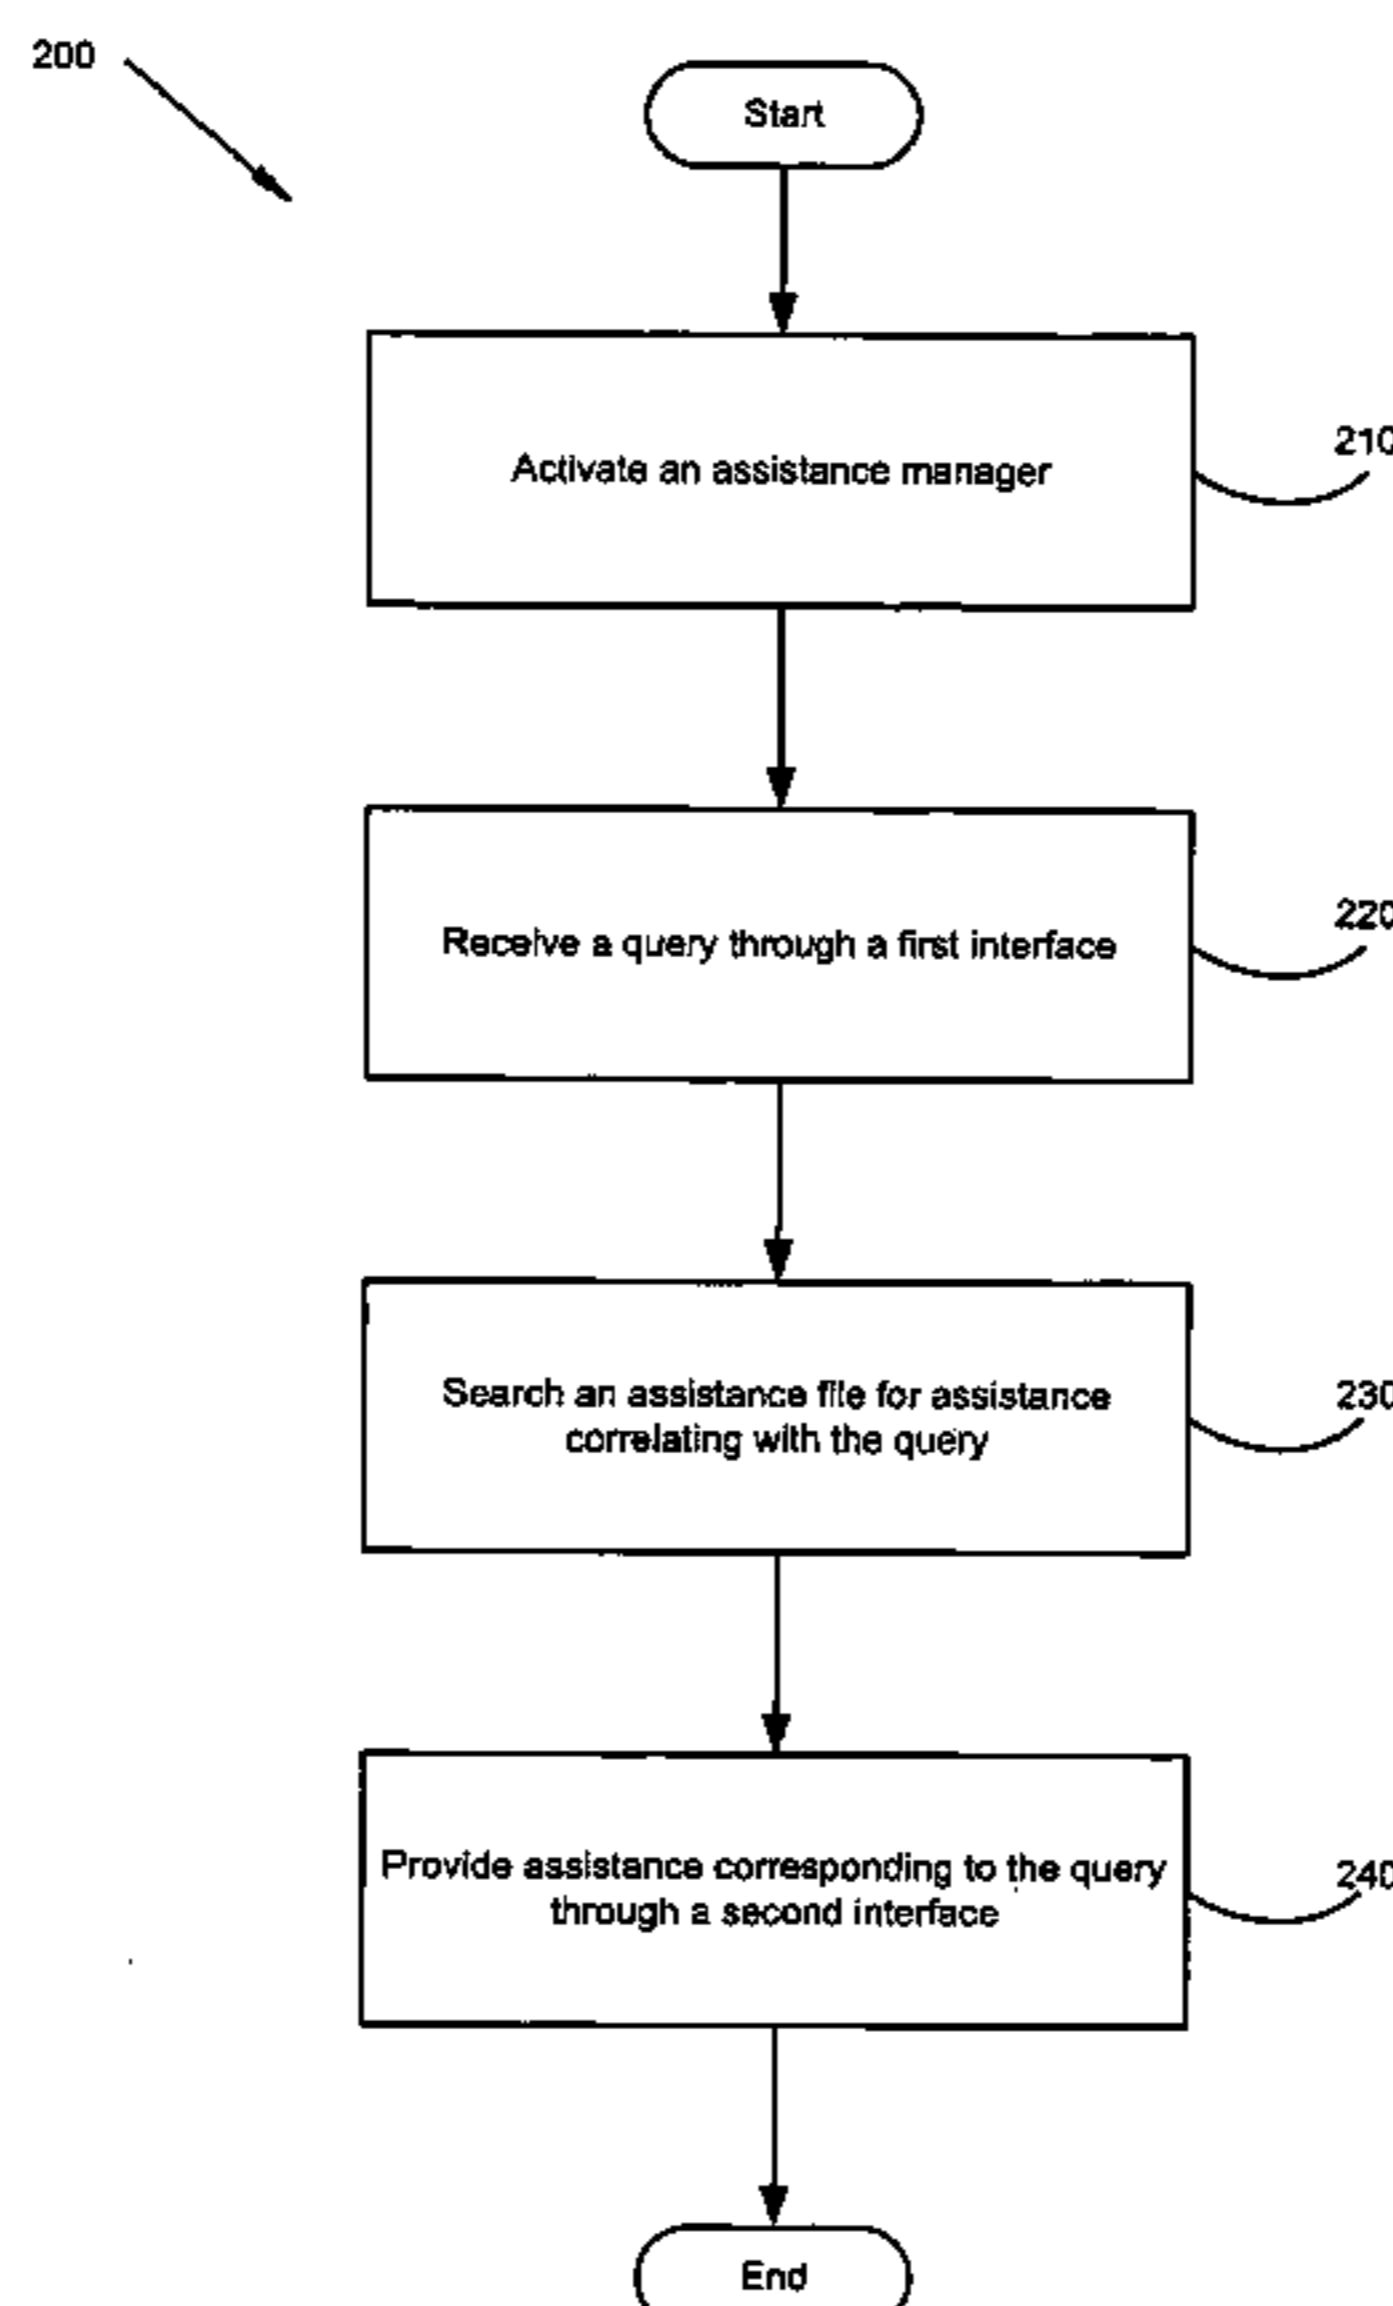 200
Start
Activate an assistance manager
210
Receive a query through a first interface
220
Search an assistance file for assistance
correlating with the query
230
Provide assistance corresponding to the query
through a second interface
240
End